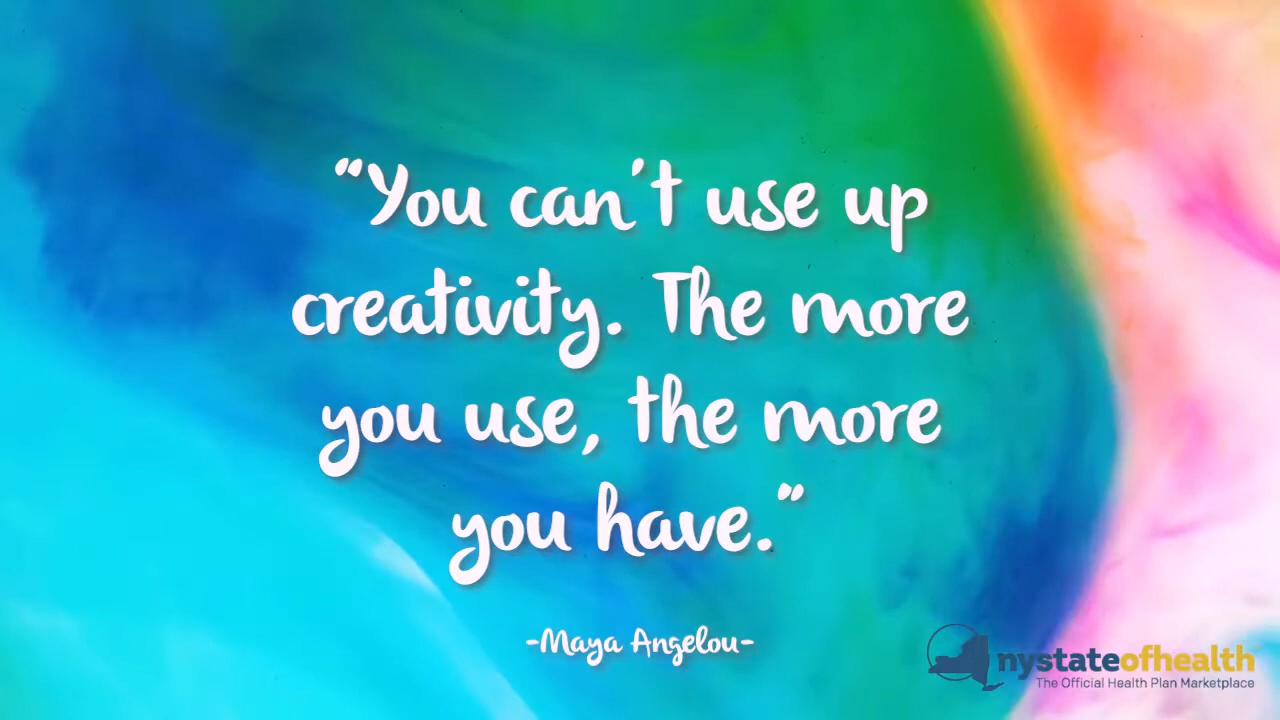 “You can’t use up
creativity. The more
you use, the more
you have.”
-Maya Angelou-
nystateofhealth
The Official Health Plan Marketplace